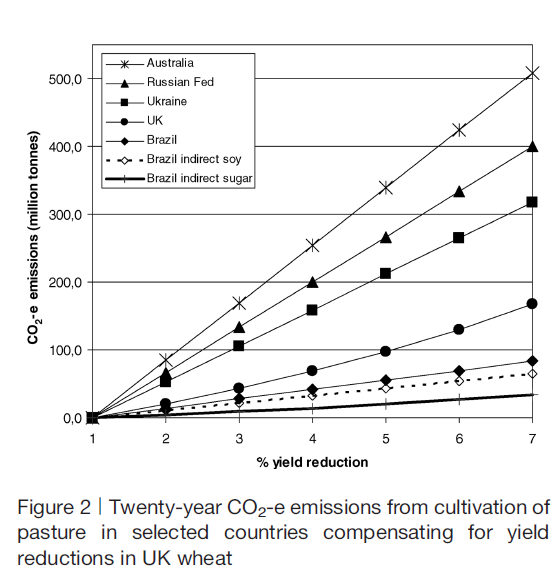 500,0
400,0
300,0
200,0
100,0
0,0
CO2-e emissions (million tonnes)
Australia
Russian Fed
Ukraine
UK
Brazil
Brazil indirect soy
Brazil indirect sugar
1 2 3 4 5 6 7
% yield reduction
Figure 2 | Twenty-year CO2-e emissions from cultivation of
pasture in selected countries compensating for yield
reductions in UK wheat